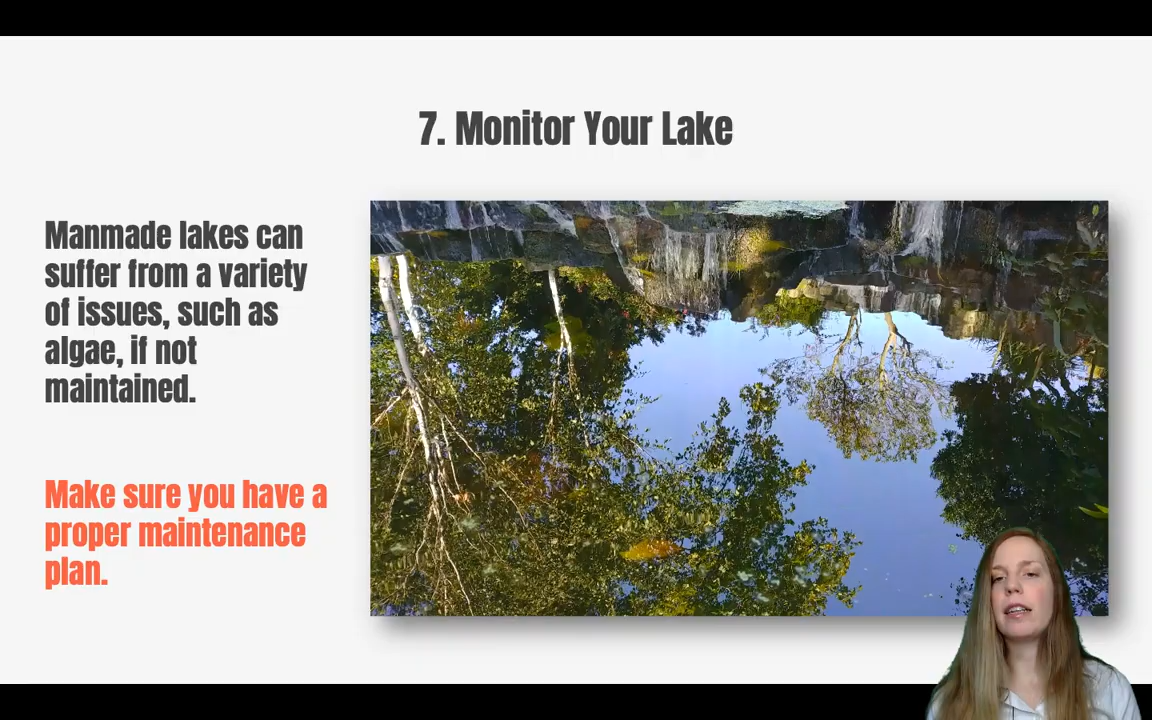 7. Monitor Your Lake
Manmade lakes can
suffer from a variety
of issues, such as
algae, if not
maintained.
Make sure you have a
proper maintenance
plan.